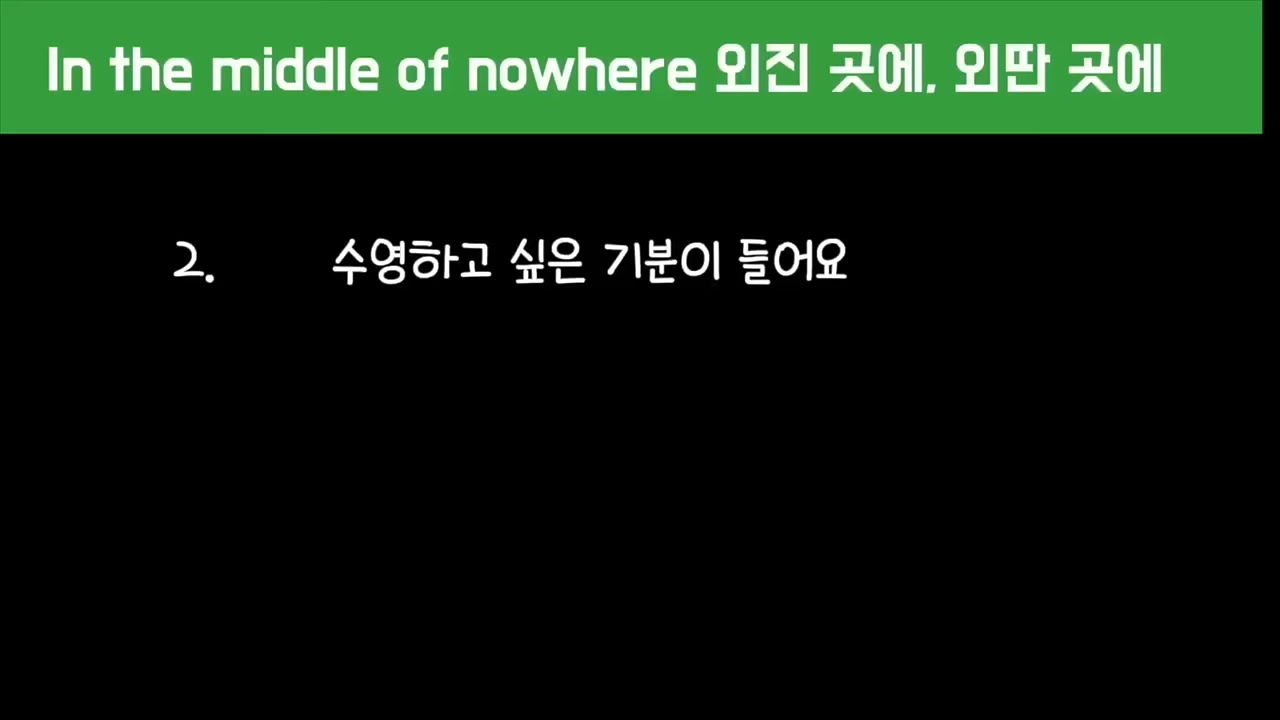 In the middle of nowhere 외진 곳에, 외딴 곳에
2. 수영하고 싶은 기분이 들어요